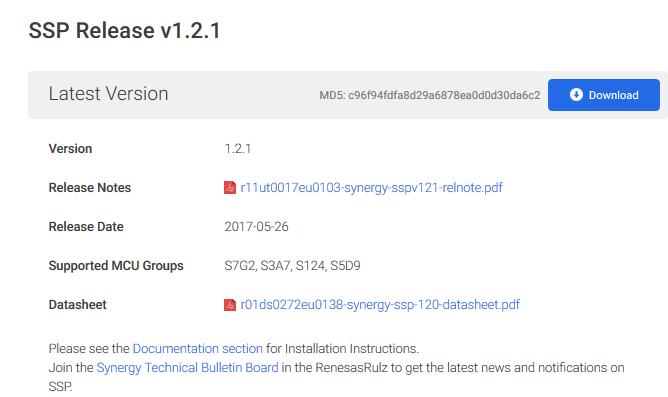 SSP Release v1.2.1
Latest Version MD5: c96f94fdfa8d29a6878ea0d0d30da6c2 Download
Version 1.2.1
Release Notes r11ut0017eu0103-synergy-sspv121-relnote.pdf
Release Date 2017-05-26
Supported MCU Groups S7G2, S3A7, S124, S5D9
Datasheet r01ds0272eu0138-synergy-ssp-120-datasheet.pdf
Please see the Documentation section for Installation Instructions.
Join the Synergy Technical Bulletin Board in the RenesasRulz to get the latest news and notifications on
SSP.